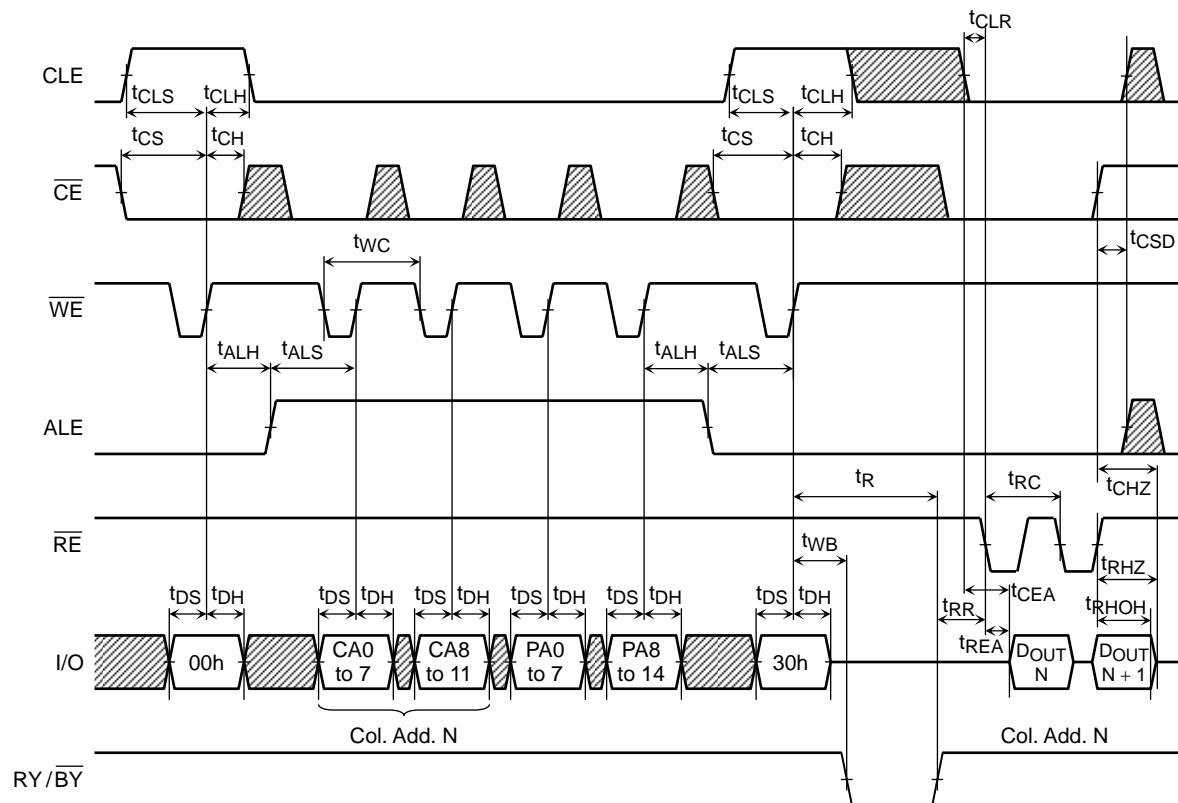 tCLR
CLE
tCLS tCLH tCLS tCLH
tCS tCH tCS tCH
CE
tWC tCSD
WE
tALH tALS tALH tALS
ALE
tR tRC tCHZ
RE
tWB tRHZ
tDS tDH tDS tDH tDS tDH tDS tDH tDS tDH tDS tDH tCEA
tRR tRHOH
tREA
I/O 00h CA0 to 7 CA8 to 11 PA0 to 7 PA8 to 14 30h DOUT N DOUT N + 1
Col. Add. N Col. Add. N
RY/BY